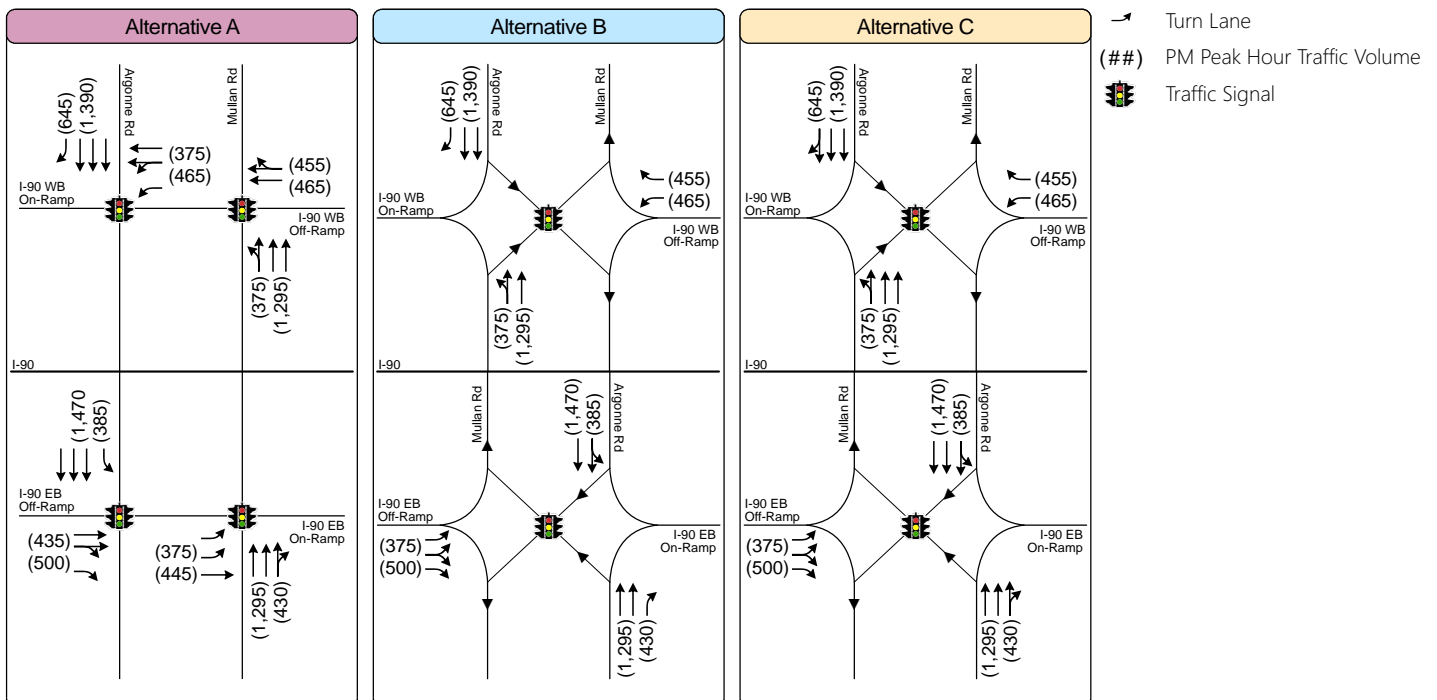 Alternative A
Argonne Rd
Mullan Rd
(645)
(1,390)
(375)
(465)
(455)
(465)
I-90 WB
On-Ramp
I-90 WB
Off-Ramp
(375)
(1,295)
I-90
(1,470
(385)
I-90 EB
Off-Ramp
(435)
(500)
(375)
(445)
I-90 EB
On-Ramp
(1,295)
(430)
Alternative B
Argonne Rd
Mullan Rd
(645)
(1,390)
(455)
(465)
I-90 WB
On-Ramp
I-90 WB
Off-Ramp
(375)
(1,295)
I-90
Mullan Rd
(1,470)
(385)
Argonne Rd
I-90 EB
Off-Ramp
(375)
(500)
I-90 EB
On-Ramp
(1,295)
(430)
Alternative C
Argonne Rd
Mullan Rd
(645)
(1,390)
(455)
(465)
I-90 WB
On-Ramp
I-90 WB
Off-Ramp
(375)
(1,295)
I-90
Mullan Rd
(1,470)
(385)
Argonne Rd
I-90 EB
Off-Ramp
(375)
(500)
I-90 EB
On-Ramp
(1,295)
(430)
Turn Lane
(##) PM Peak Hour Traffic Volume
Traffic Signal